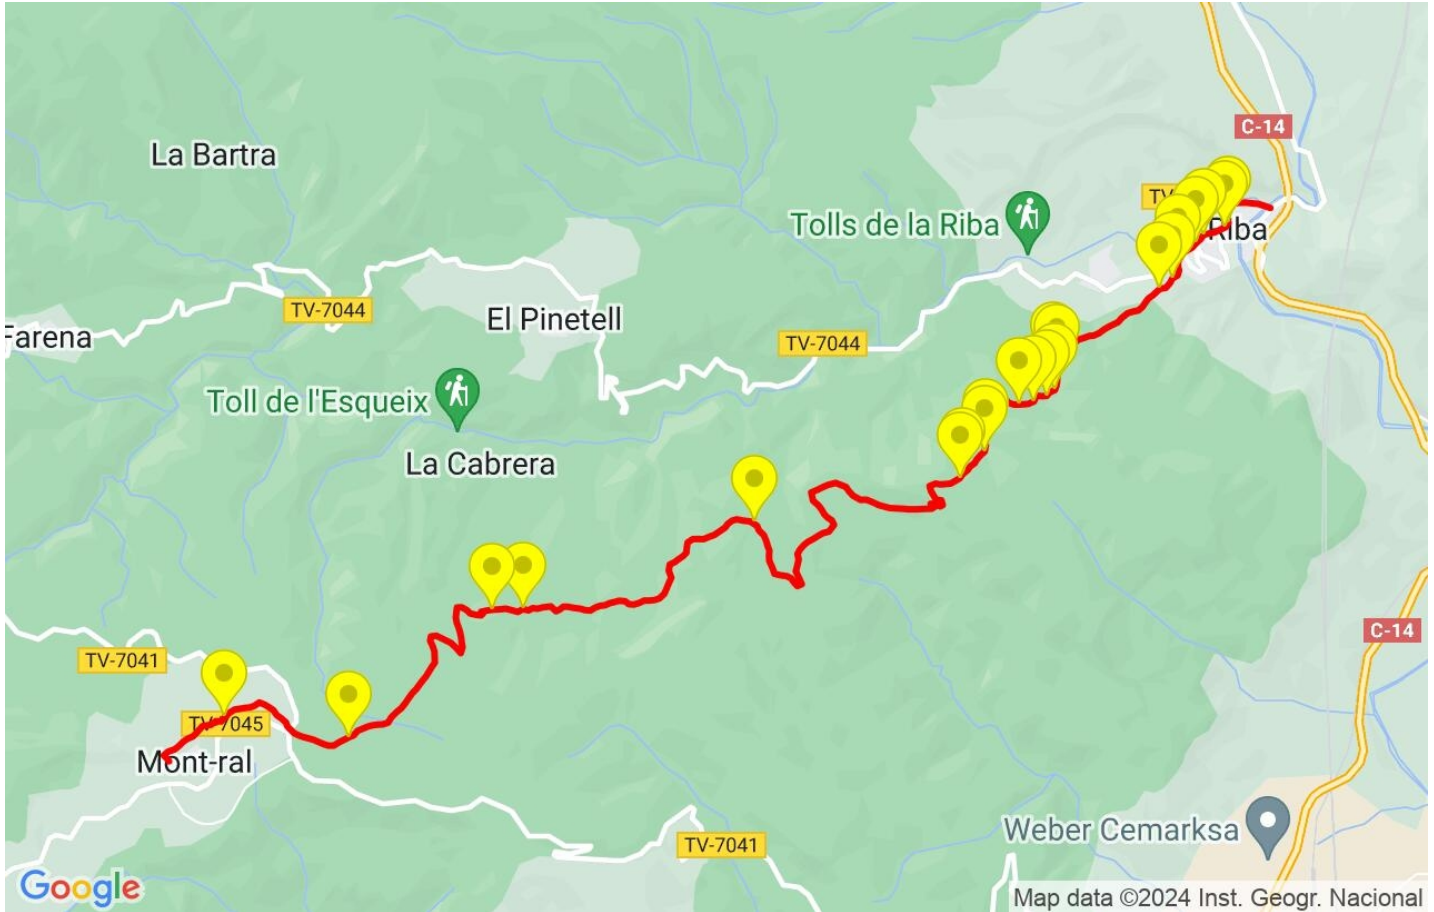 C-14
La Bartra
TV
Tolls de la Riba
Riba
TV-7044
El Pinetell
Farena
TV-7044
Toll de l'Esqueix
La Cabrera
C-14
TV-7041
TV-7045
Mont-ral
Weber Cemarksa
TV-7041
Google
Map data ©2024 Inst. Geogr. Nacional